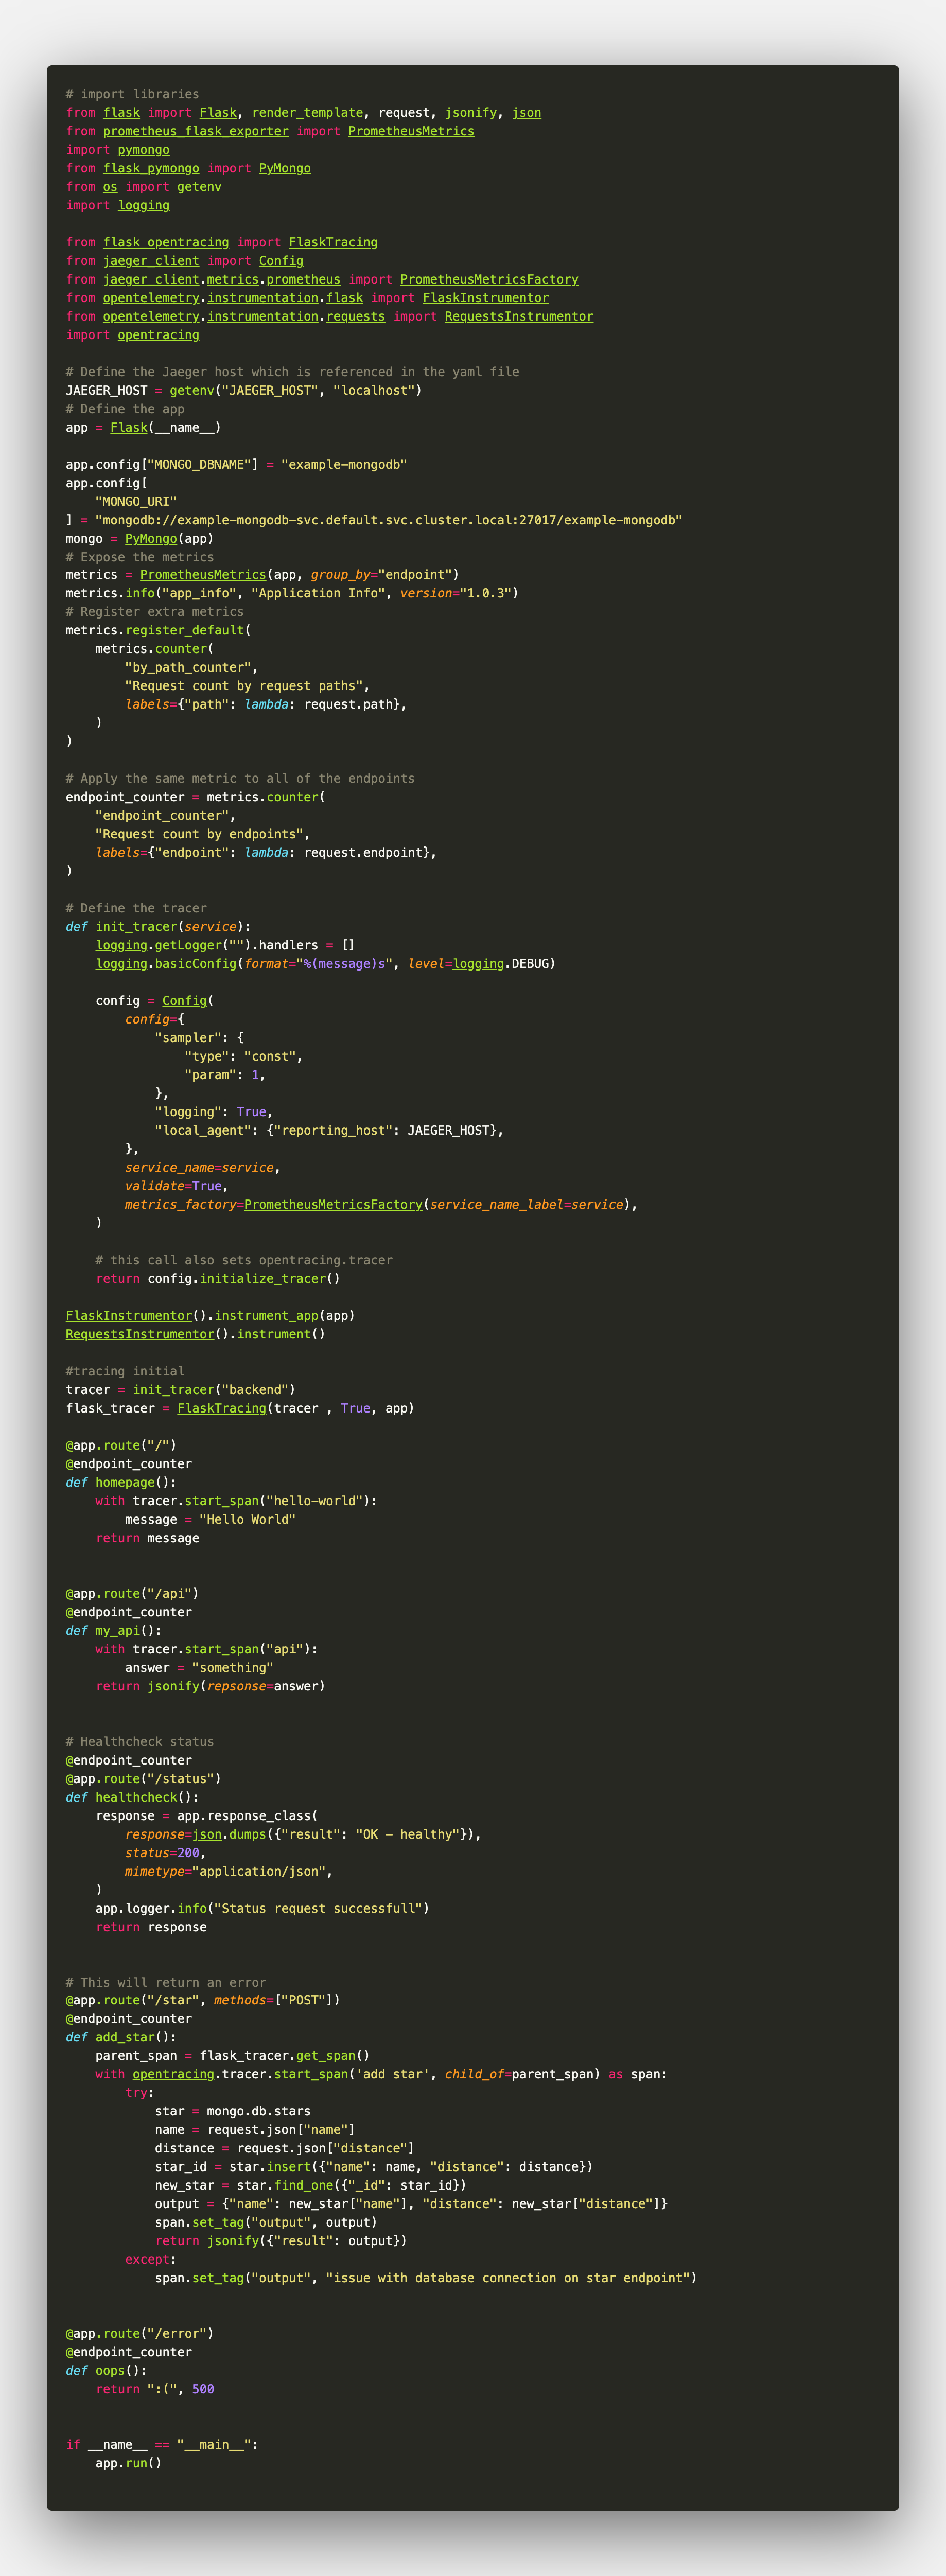 # import libraries
from flask import Flask, render_template, request, jsonify, json
from prometheus_flask_exporter import PrometheusMetrics
import pymongo
from flask_pymongo import PyMongo
from os import getenv
import logging

from flask_opentracing import FlaskTracing
from jaeger_client import Config
from jaeger_client.metrics.prometheus import PrometheusMetricsFactory
from opentelemetry.instrumentation.flask import FlaskInstrumentor
from opentelemetry.instrumentation.requests import RequestsInstrumentor
import opentracing

# Define the Jaeger host which is referenced in the yaml file
JAEGER_HOST = getenv("JAEGER_HOST", "localhost")
# Define the app
app = Flask(__name__)

app.config["MONGO_DBNAME"] = "example-mongodb"
app.config[
    "MONGO_URI"
] = "mongodb://example-mongodb-svc.default.svc.cluster.local:27017/example-mongodb"
mongo = PyMongo(app)
# Expose the metrics
metrics = PrometheusMetrics(app, group_by="endpoint")
metrics.info("app_info", "Application Info", version="1.0.3")
# Register extra metrics
metrics.register_default(
    metrics.counter(
        "by_path_counter",
        "Request count by request paths",
        labels={"path": lambda: request.path},
    )
)

# Apply the same metric to all of the endpoints
endpoint_counter = metrics.counter(
    "endpoint_counter",
    "Request count by endpoints",
    labels={"endpoint": lambda: request.endpoint},
)

# Define the tracer
def init_tracer(service):
    logging.getLogger("").handlers = []
    logging.basicConfig(format="%(message)s", level=logging.DEBUG)

    config = Config(
        config={
            "sampler": {
                "type": "const",
                "param": 1,
            },
            "logging": True,
            "local_agent": {"reporting_host": JAEGER_HOST},
        },
        service_name=service,
        validate=True,
        metrics_factory=PrometheusMetricsFactory(service_name_label=service),
    )

    # this call also sets opentracing.tracer
    return config.initialize_tracer()

FlaskInstrumentor().instrument_app(app)
RequestsInstrumentor().instrument()

#tracing initial
tracer = init_tracer("backend")
flask_tracer = FlaskTracing(tracer , True, app)

@app.route("/")
@endpoint_counter
def homepage():
    with tracer.start_span("hello-world"):
        message = "Hello World"
    return message


@app.route("/api")
@endpoint_counter
def my_api():
    with tracer.start_span("api"):
        answer = "something"
    return jsonify(repsonse=answer)


# Healthcheck status
@endpoint_counter
@app.route("/status")
def healthcheck():
    response = app.response_class(
        response=json.dumps({"result": "OK - healthy"}),
        status=200,
        mimetype="application/json",
    )
    app.logger.info("Status request successfull")
    return response


# This will return an error
@app.route("/star", methods=["POST"])
@endpoint_counter
def add_star():
    parent_span = flask_tracer.get_span()
    with opentracing.tracer.start_span('add star', child_of=parent_span) as span:
        try:
            star = mongo.db.stars
            name = request.json["name"]
            distance = request.json["distance"]
            star_id = star.insert({"name": name, "distance": distance})
            new_star = star.find_one({"_id": star_id})
            output = {"name": new_star["name"], "distance": new_star["distance"]}
            span.set_tag("output", output)
            return jsonify({"result": output})
        except:
            span.set_tag("output", "issue with database connection on star endpoint")


@app.route("/error")
@endpoint_counter
def oops():
    return ":(", 500


if __name__ == "__main__":
    app.run()